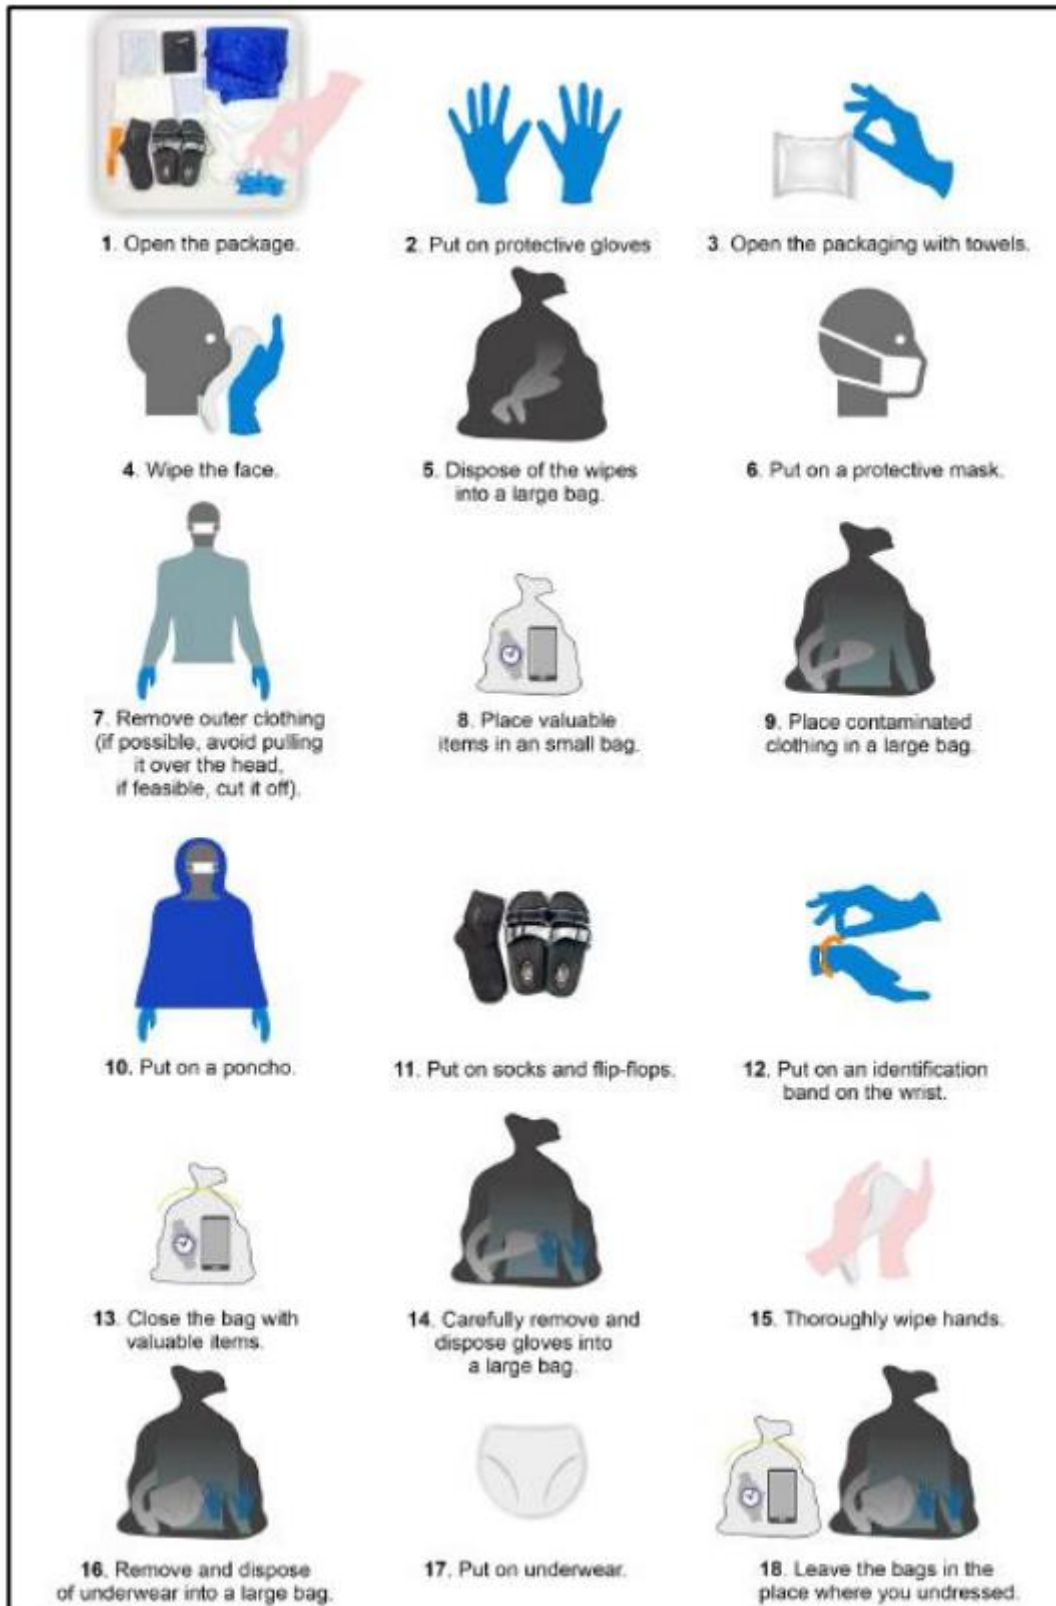 1. Open the package.
2. Put on protective gloves
3. Open the packaging with towels.
4. Wipe the face.
5. Dispose of the wipes
into a large bag.
6. Put on a protective mask.
7. Remove outer clothing
(if possible, avoid pulling
it over the head,
if feasible, cut it off).
8. Place valuable
items in an small bag.
9. Place contaminated
clothing in a large bag.
10. Put on a poncho.
11. Put on socks and flip-flops.
12. Put on an identification
band on the wrist.
13. Close the bag with
valuable items.
14. Carefully remove and
dispose gloves into
a large bag.
15. Thoroughly wipe hands.
16. Remove and dispose
of underwear into a large bag.
17. Put on underwear.
18. Leave the bags in the
place where you undressed.